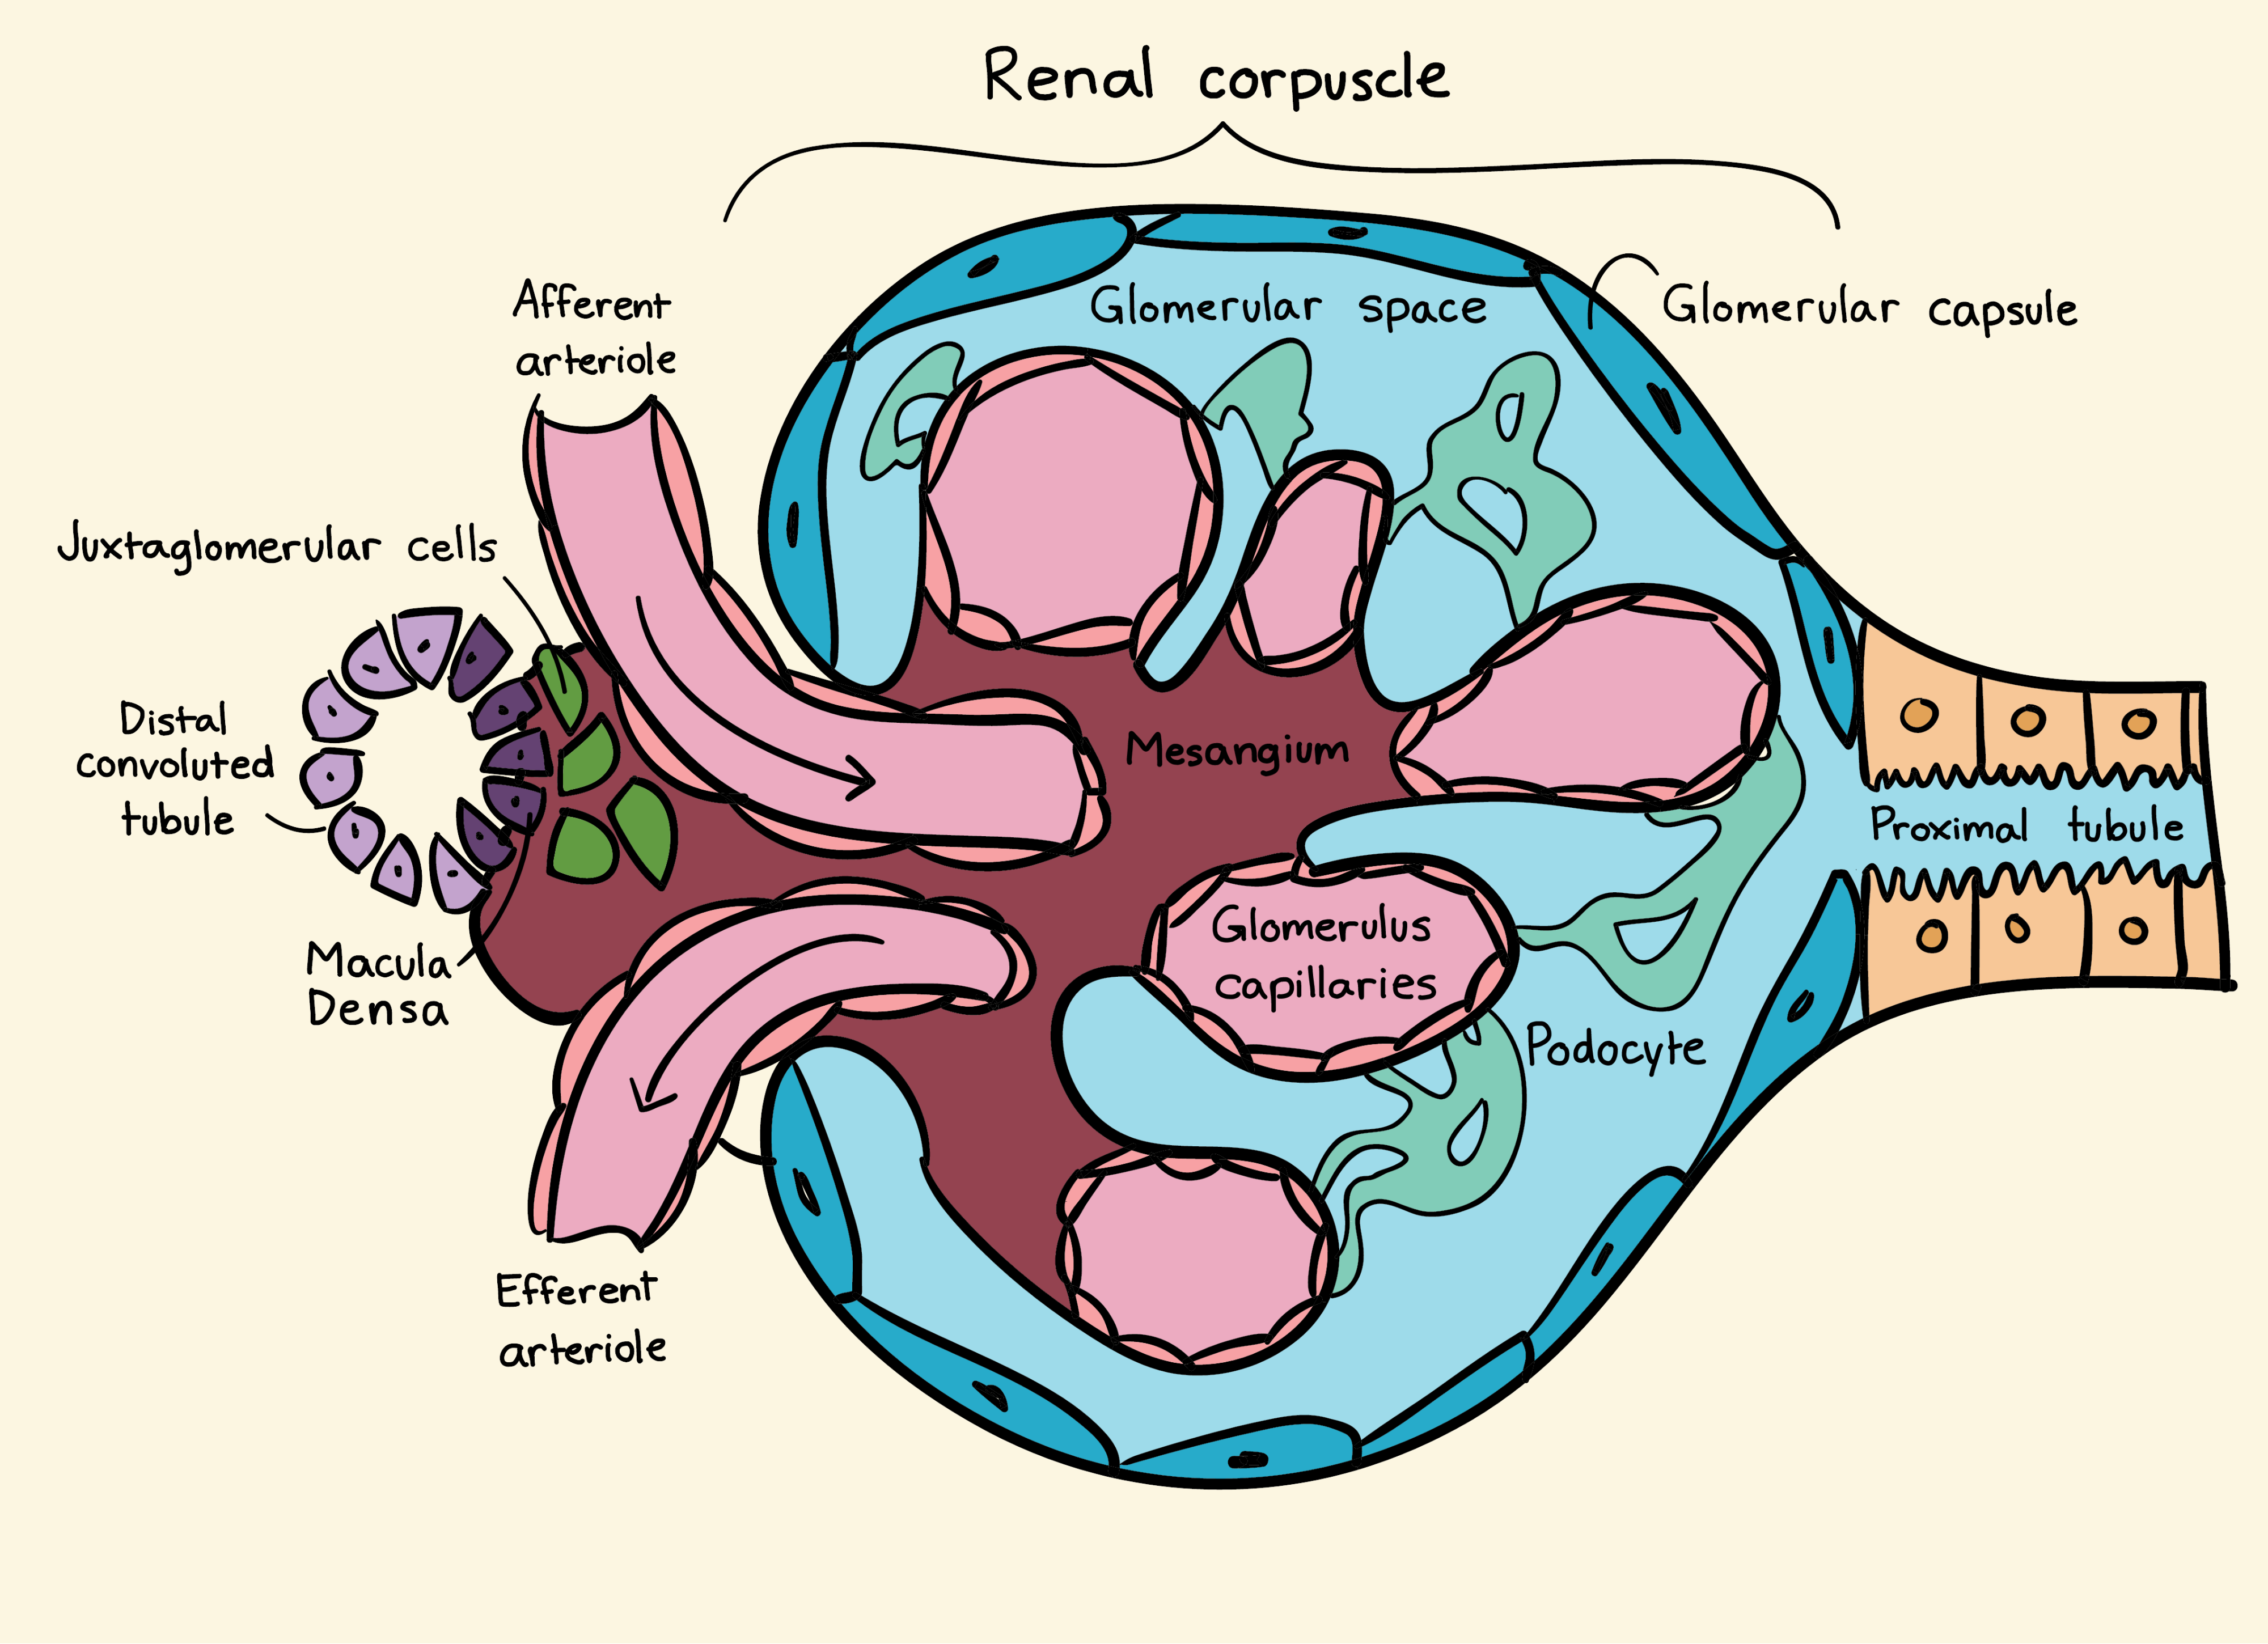 Renal corpuscle
Afferent
arteriole
Glomerular space
Glomerular capsule
Juxtaglomerular cells
Distal
convoluted
tubule
Mesangium
Proximal tubule
Glomerulus
capillaries
Macula
Densa
Podocyte
Efferent
arteriole